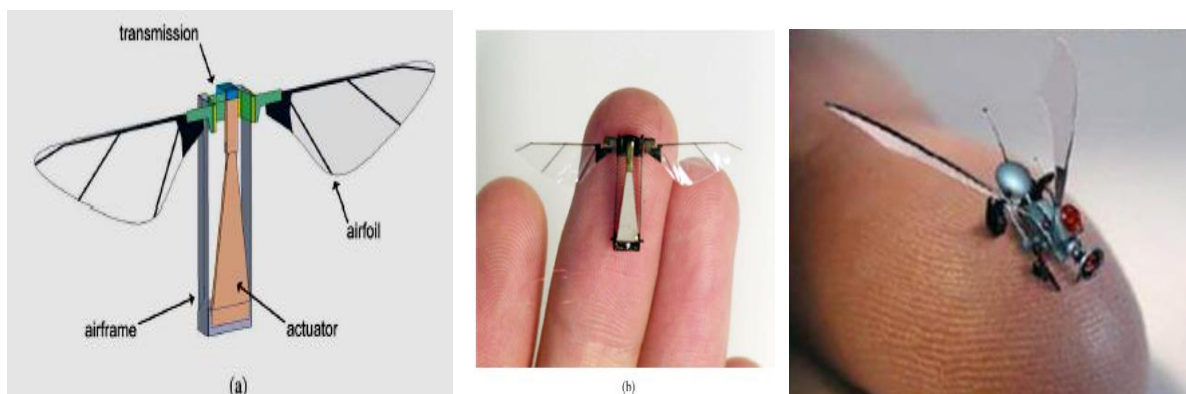 transmission
airfoil
airframe
actuator
(a)
(b)